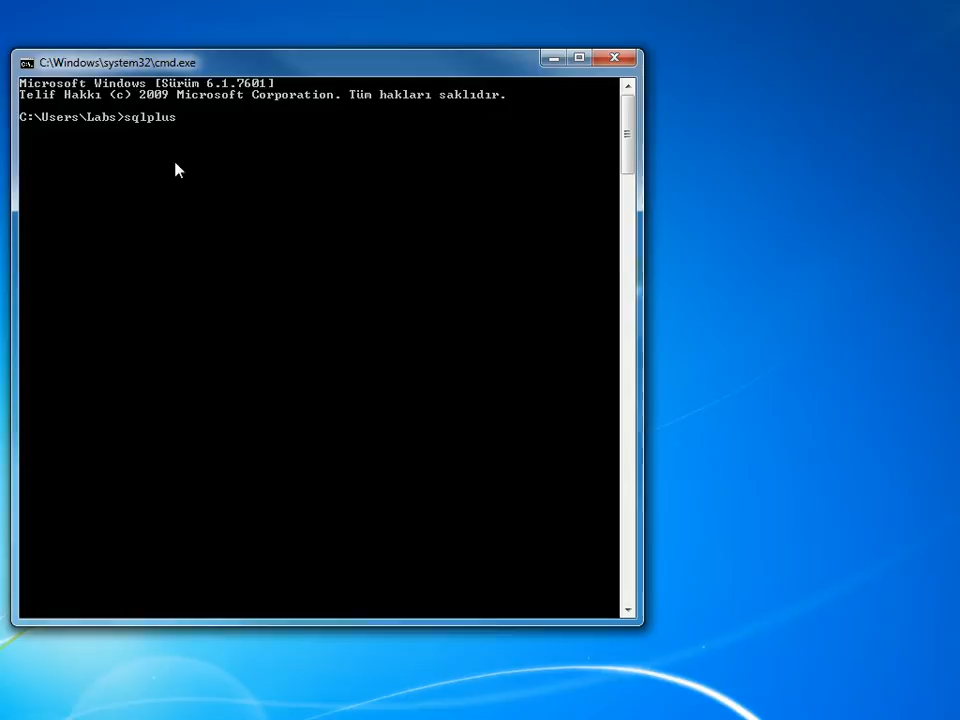 C:\Windows\system32\cmd.exe
Microsoft Windows [Sürüm 6.1.7601]
Telif Hakkı (c) 2009 Microsoft Corporation. Tüm hakları saklıdır.
C:\Users\Labs>sqlplus